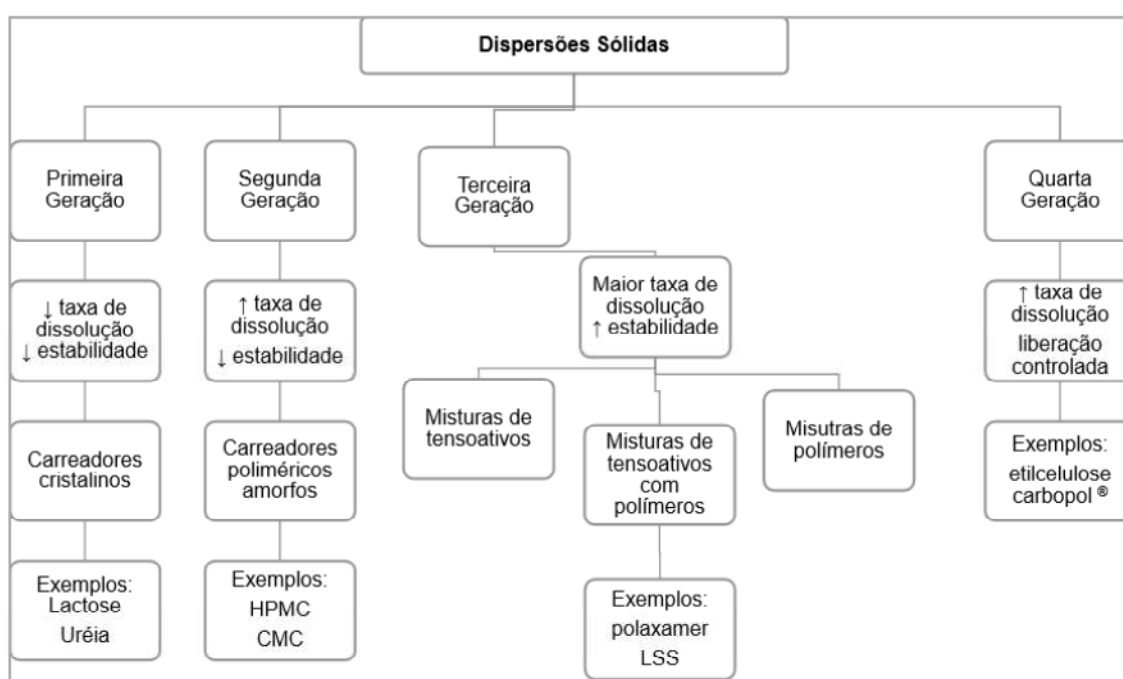 Dispersões Sólidas
Primeira
Geração
↓ taxa de
dissolução
↓ estabilidade
Carreadores
cristalinos
Exemplos:
Lactose
Uréia
Segunda
Geração
↑ taxa de
dissolução
↓ estabilidade
Carreadores
poliméricos
amorfos
Exemplos:
HPMC
CMC
Terceira
Geração
Maior taxa de
dissolução
↑ estabilidade
Misturas de
tensoativos
Misturas de
tensoativos
com
polímeros
Exemplos:
polaxamer
LSS
Misutras de
polímeros
Quarta
Geração
↑ taxa de
dissolução
liberação
controlada
Exemplos:
etilcelulose
carbopol ®